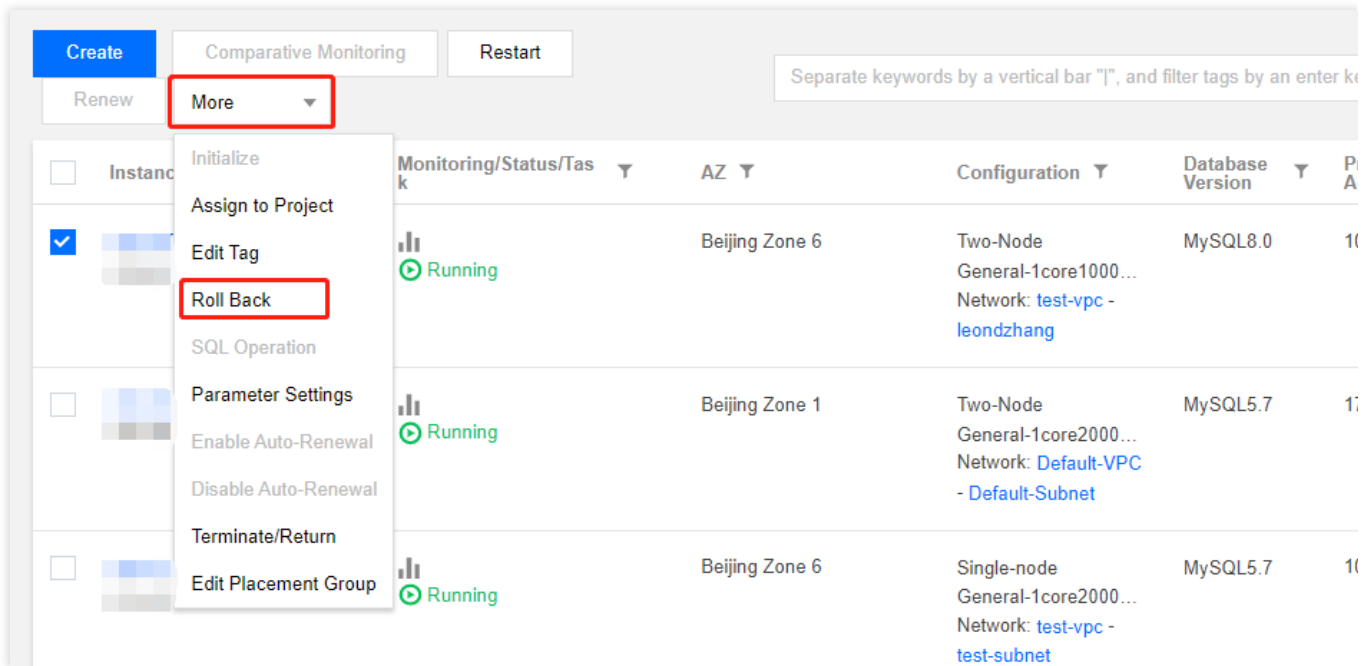 Create
Comparative Monitoring
Restart
Separate keywords by a vertical bar "|", and filter tags by an enter
Renew
More
Initialize
Assign to Project
Edit Tag
Roll Back
SQL Operation
Parameter Settings
Enable Auto-Renewal
Disable Auto-Renewal
Terminate/Return
Edit Placement Group
Monitoring/Status/Tas
k
AZ
Configuration
Database
Version
Running
Beijing Zone 6
Two-Node
General-1core1000...
Network: test-vpc -
leondzhang
MySQL8.0
Running
Beijing Zone 1
Two-Node
General-1core2000...
Network: Default-VPC
- Default-Subnet
MySQL5.7
Running
Beijing Zone 6
Single-node
General-1core2000...
Network: test-vpc -
test-subnet
MySQL5.7